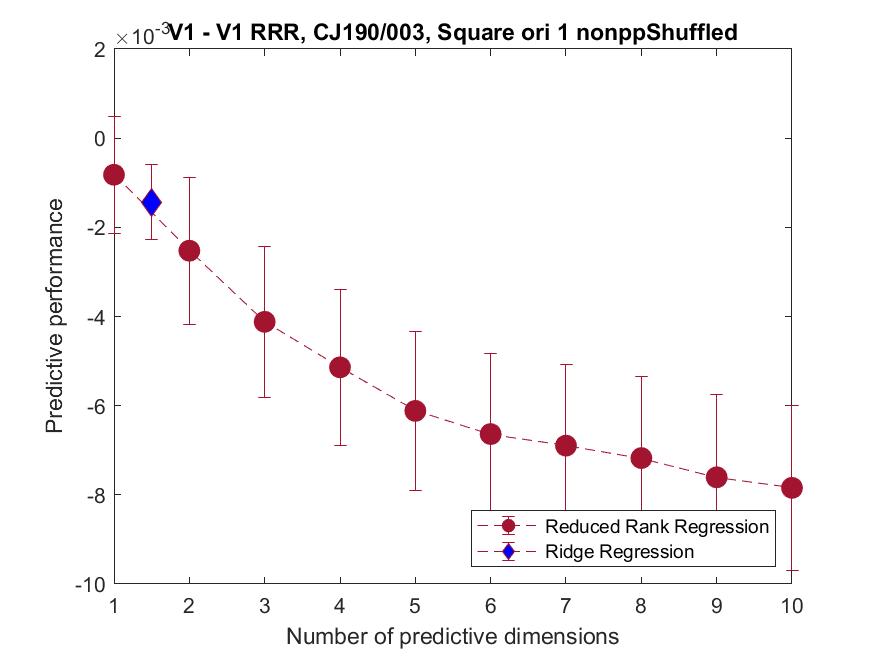 ×10-3
V1 - V1 RRR, CJ190/003, Square ori 1 nonppShuffled
2
0
-2
-4
-6
-8
-10
Predictive performance
1 2 3 4 5 6 7 8 9 10
Number of predictive dimensions
Reduced Rank Regression
Ridge Regression